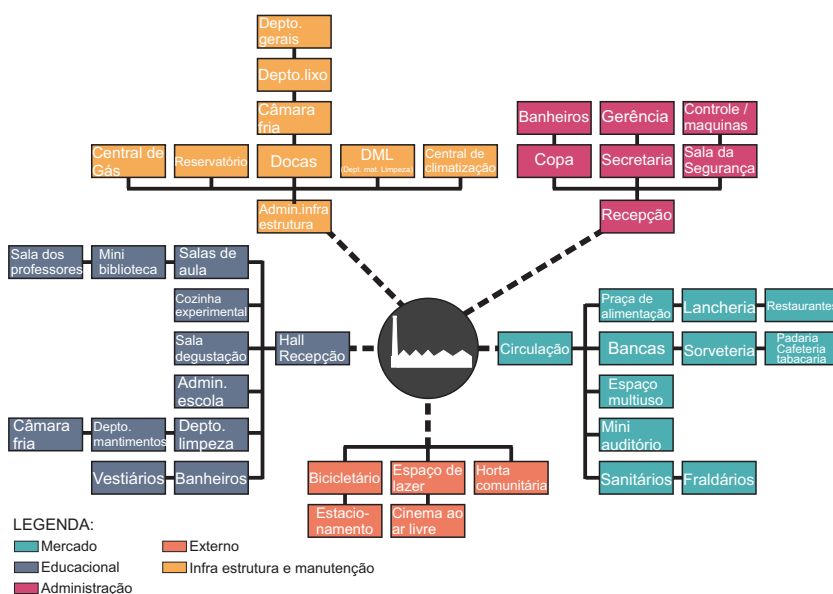 Depto.
gerais
Depto.lixo
Câmara
fria
Central de
Gás
Reservatório
Docas
DML
(Dept. mat. Limpeza)
Central de
climatização
Admin.infra
estrutura
Banheiros
Gerência
Controle /
maquinas
Copa
Secretaria
Sala da
Segurança
Recepção
Sala dos
professores
Mini
biblioteca
Salas de
aula
Cozinha
experimental
Sala
degustação
Hall
Recepção
Admin.
escola
Câmara
fria
Depto.
mantimentos
Depto.
limpeza
Vestiários
Banheiros
Circulação
Praça de
alimentação
Lancheria
Restaurantes
Bancas
Sorveteria
Padaria
Cafeteria
tabacaria
Espaço
multiuso
Mini
auditório
Sanitários
Fraldários
Bicicletário
Espaço de
lazer
Horta
comunitária
Estacio-
namento
Cinema ao
ar livre
LEGENDA:
Mercado
Educacional
Administração
Externo
Infra estrutura e manutenção